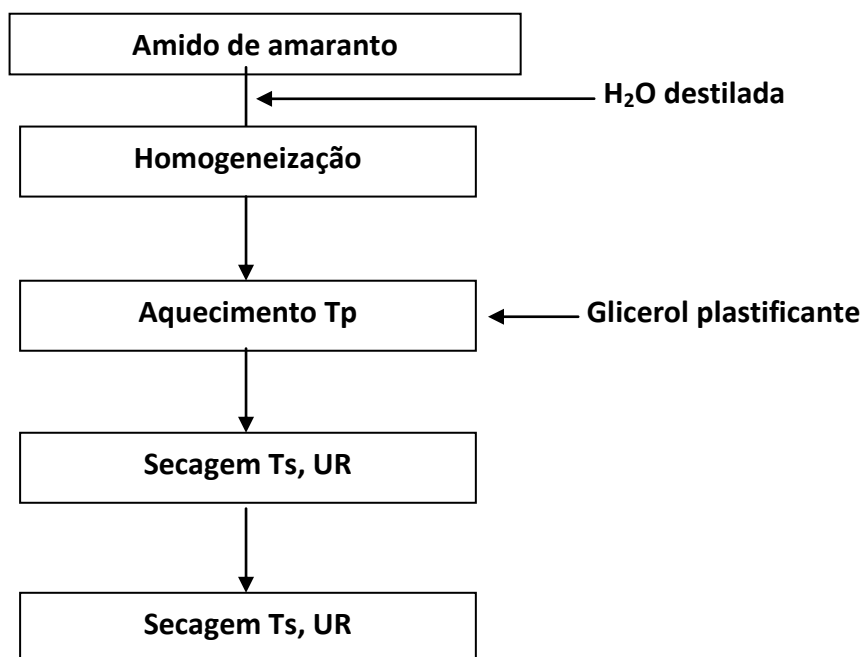 Amido de amaranto
H₂O destilada
Homogeneização
Aquecimento Tp
Glicerol plastificante
Secagem Ts, UR
Secagem Ts, UR